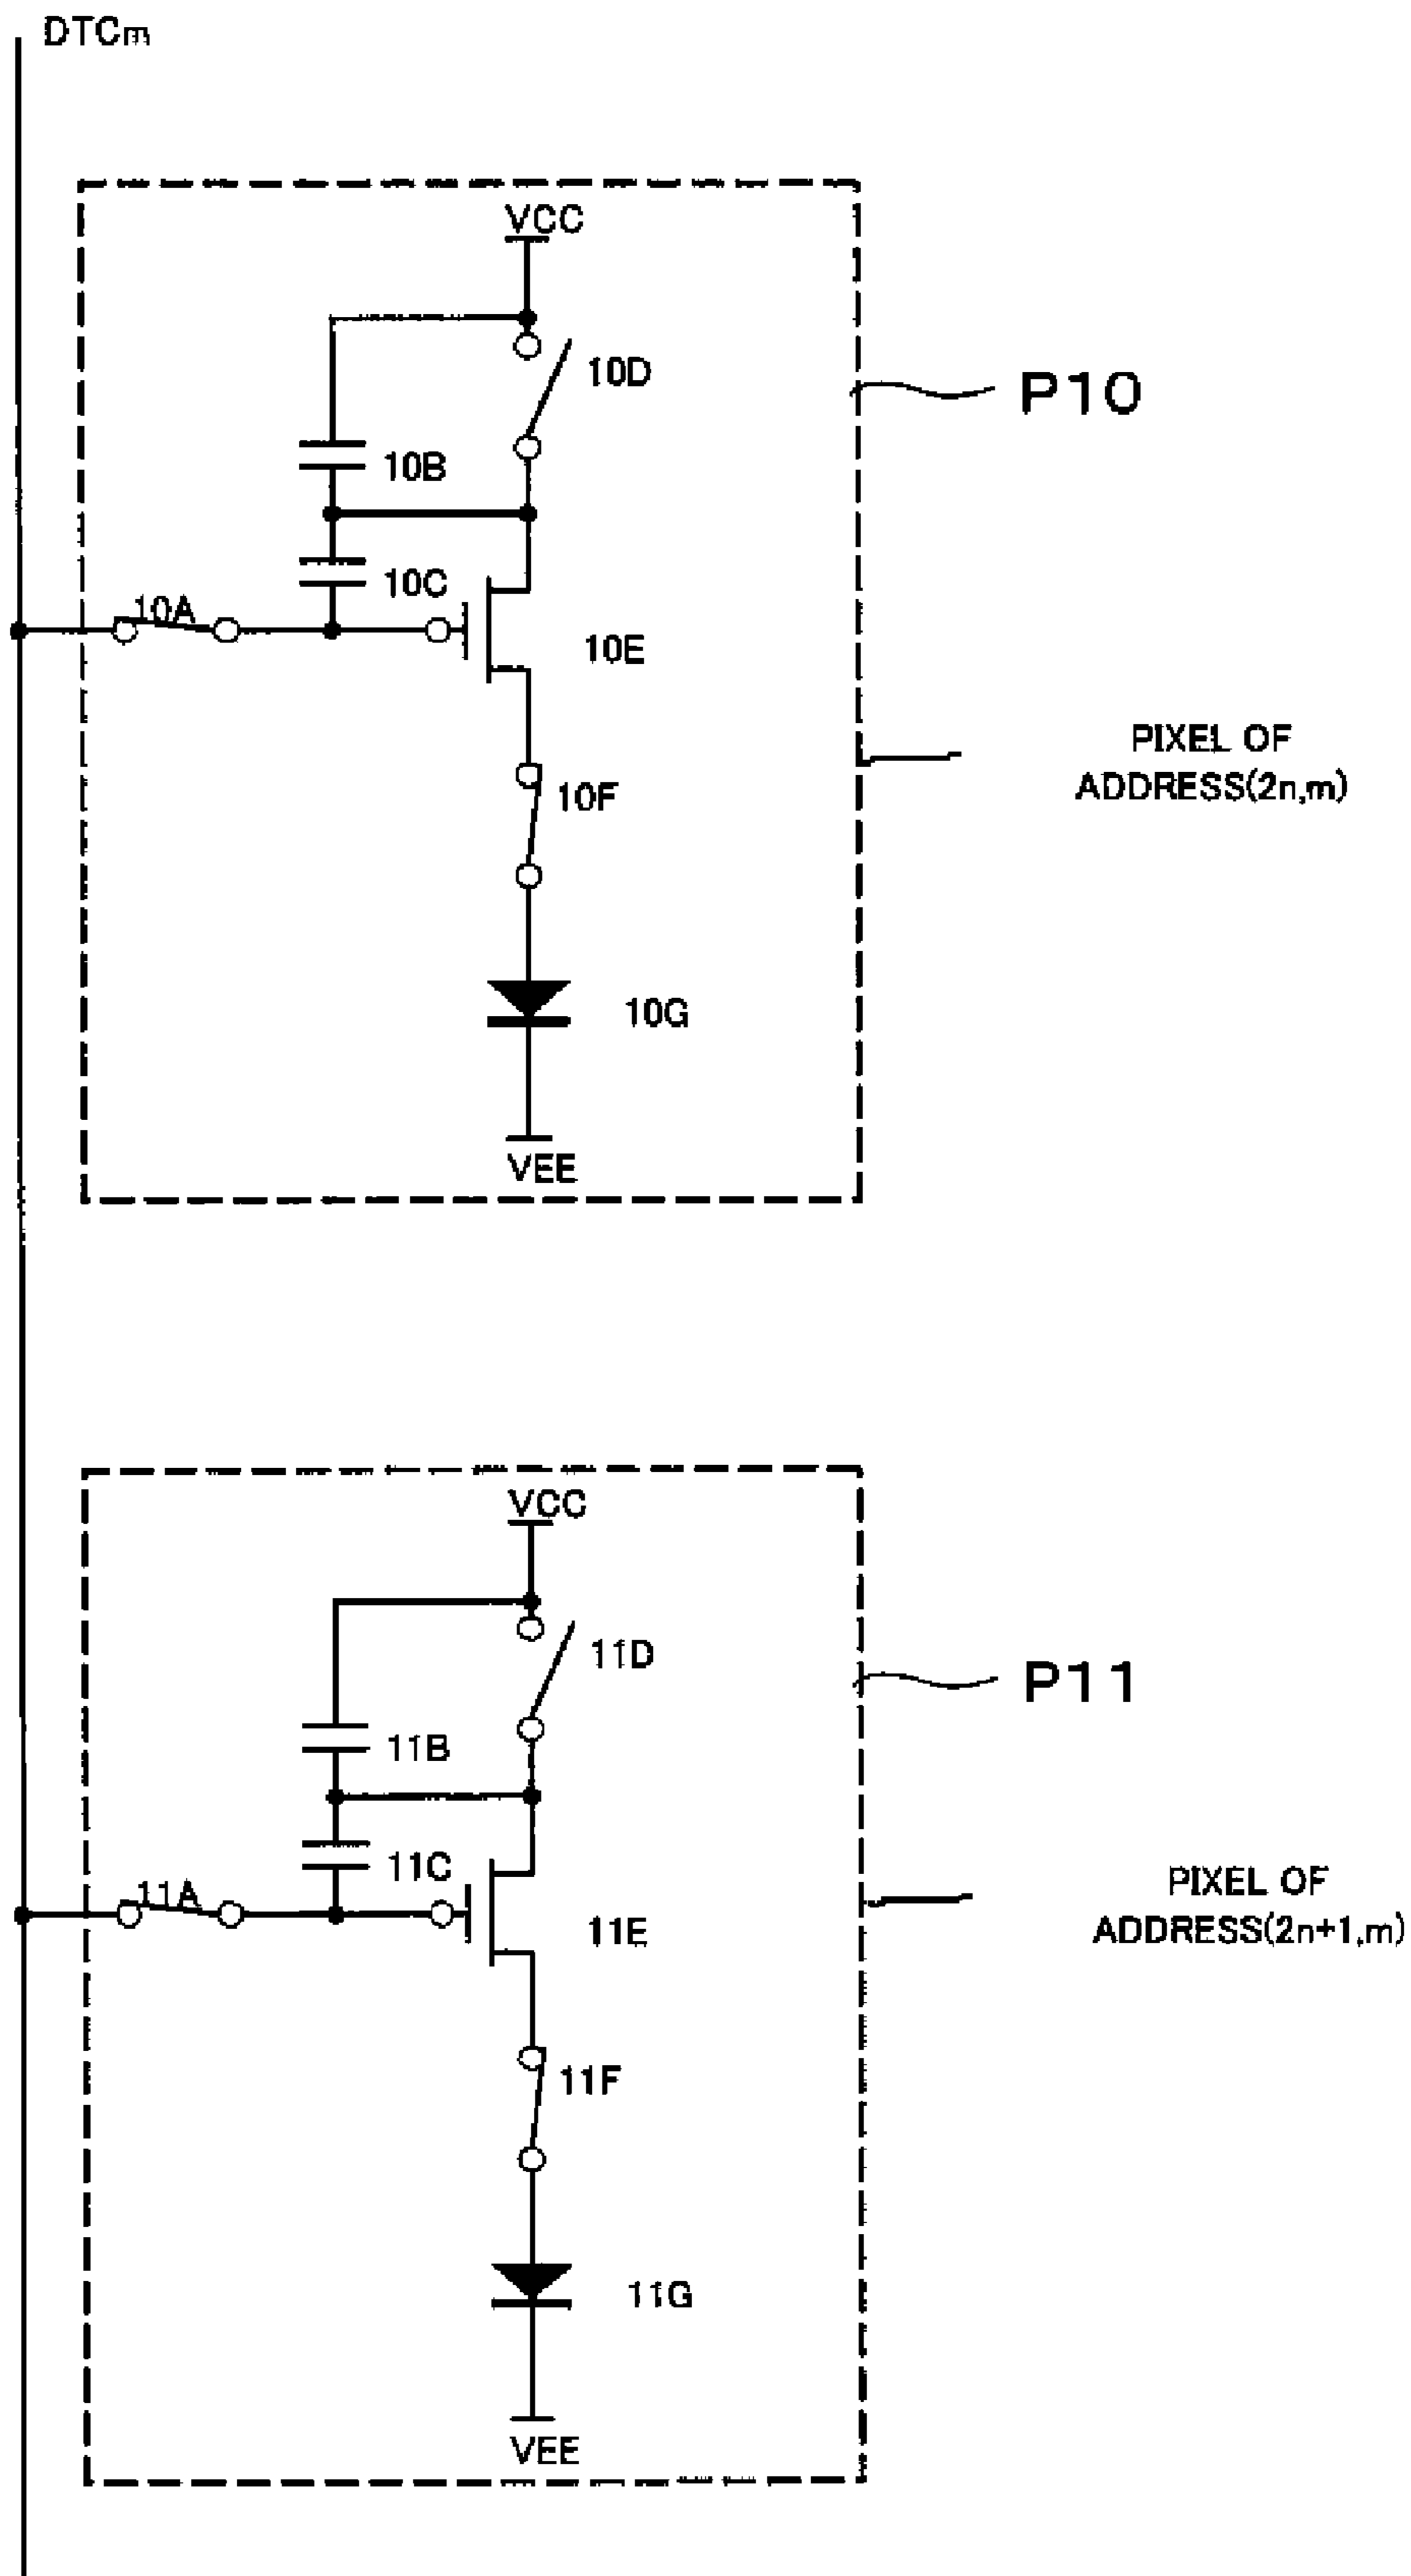 DTCm
VCC
10D
P10
10B
10C
10A
10E
PIXEL OF
ADDRESS(2n,m)
10F
10G
VEE
VCC
11D
P11
11B
11C
11A
11E
PIXEL OF
ADDRESS(2n+1,m)
11F
11G
VEE